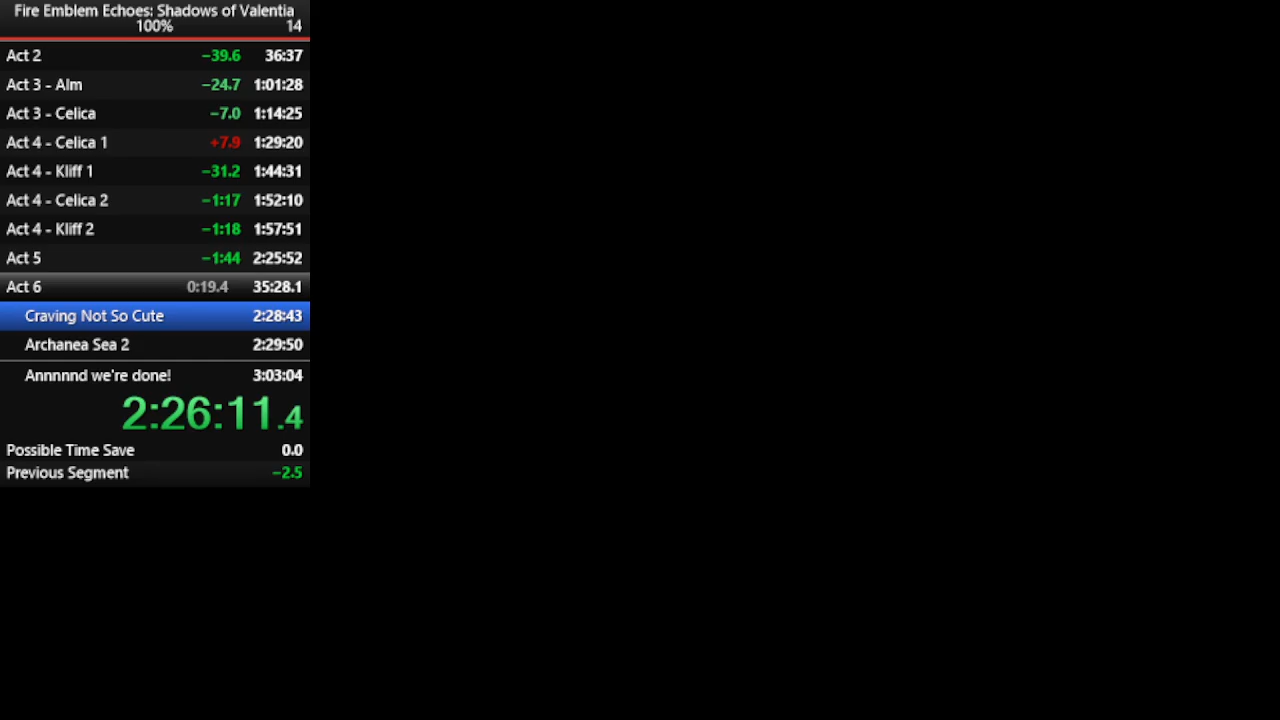 Fire Emblem Echoes: Shadows of Valentia
100% 14
Act 2 −39.6 36:37
Act 3 - Alm −24.7 1:01:28
Act 3 - Celica −7.0 1:14:25
Act 4 - Celica 1 +7.9 1:29:20
Act 4 - Kliff 1 −31.2 1:44:31
Act 4 - Celica 2 −1:17 1:52:10
Act 4 - Kliff 2 −1:18 1:57:51
Act 5 −1:44 2:25:52
Act 6 0:19.4 35:28.1
Craving Not So Cute 2:28:43
Archanea Sea 2 2:29:50
Annnnnd we're done! 3:03:04
2:26:11.4
Possible Time Save 0.0
Previous Segment −2.5